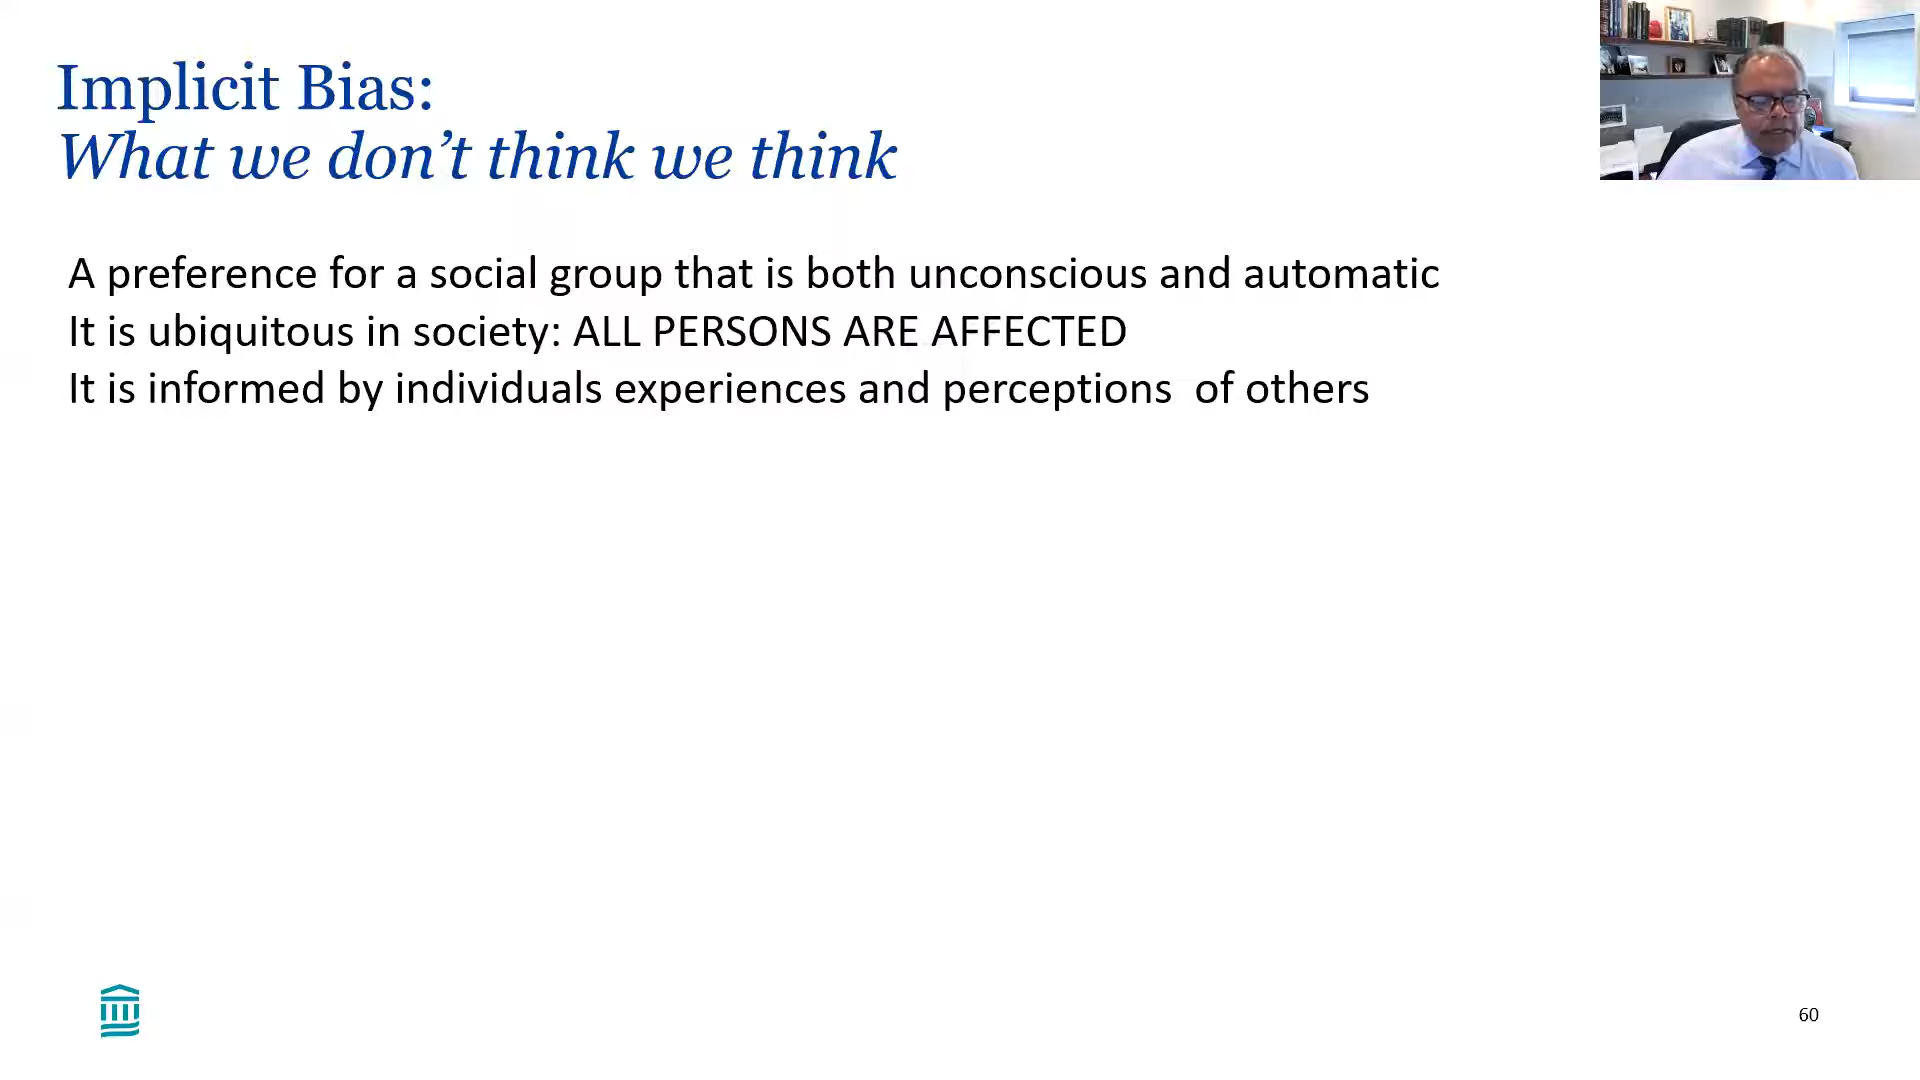 Implicit Bias:
What we don’t think we think
A preference for a social group that is both unconscious and automatic
It is ubiquitous in society: ALL PERSONS ARE AFFECTED
It is informed by individuals experiences and perceptions  of others
60